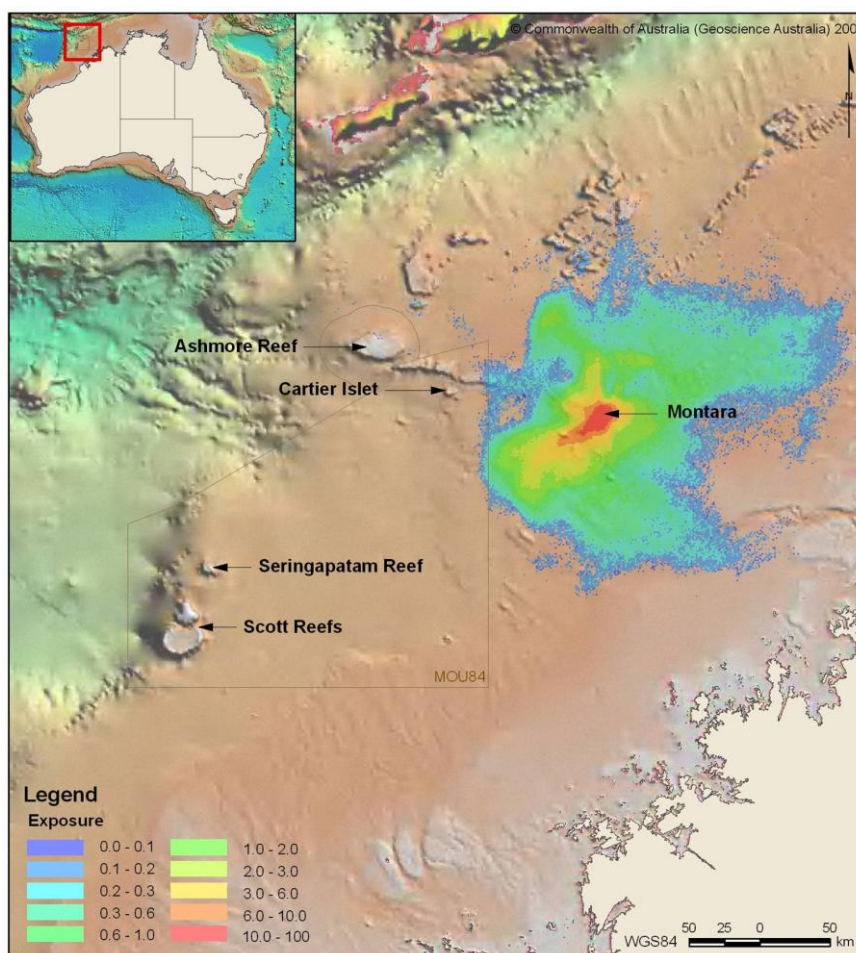 © Commonwealth of Australia (Geoscience Australia) 200
N
Ashmore Reef
Cartier Islet
Montara
Seringapatam Reef
Scott Reefs
MOU84
Legend
Exposure
0.0 - 0.1
0.1 - 0.2
0.2 - 0.3
0.3 - 0.6
0.6 - 1.0
1.0 - 2.0
2.0 - 3.0
3.0 - 6.0
6.0 - 10.0
10.0 - 100
50 25 0 50
WGS84 km